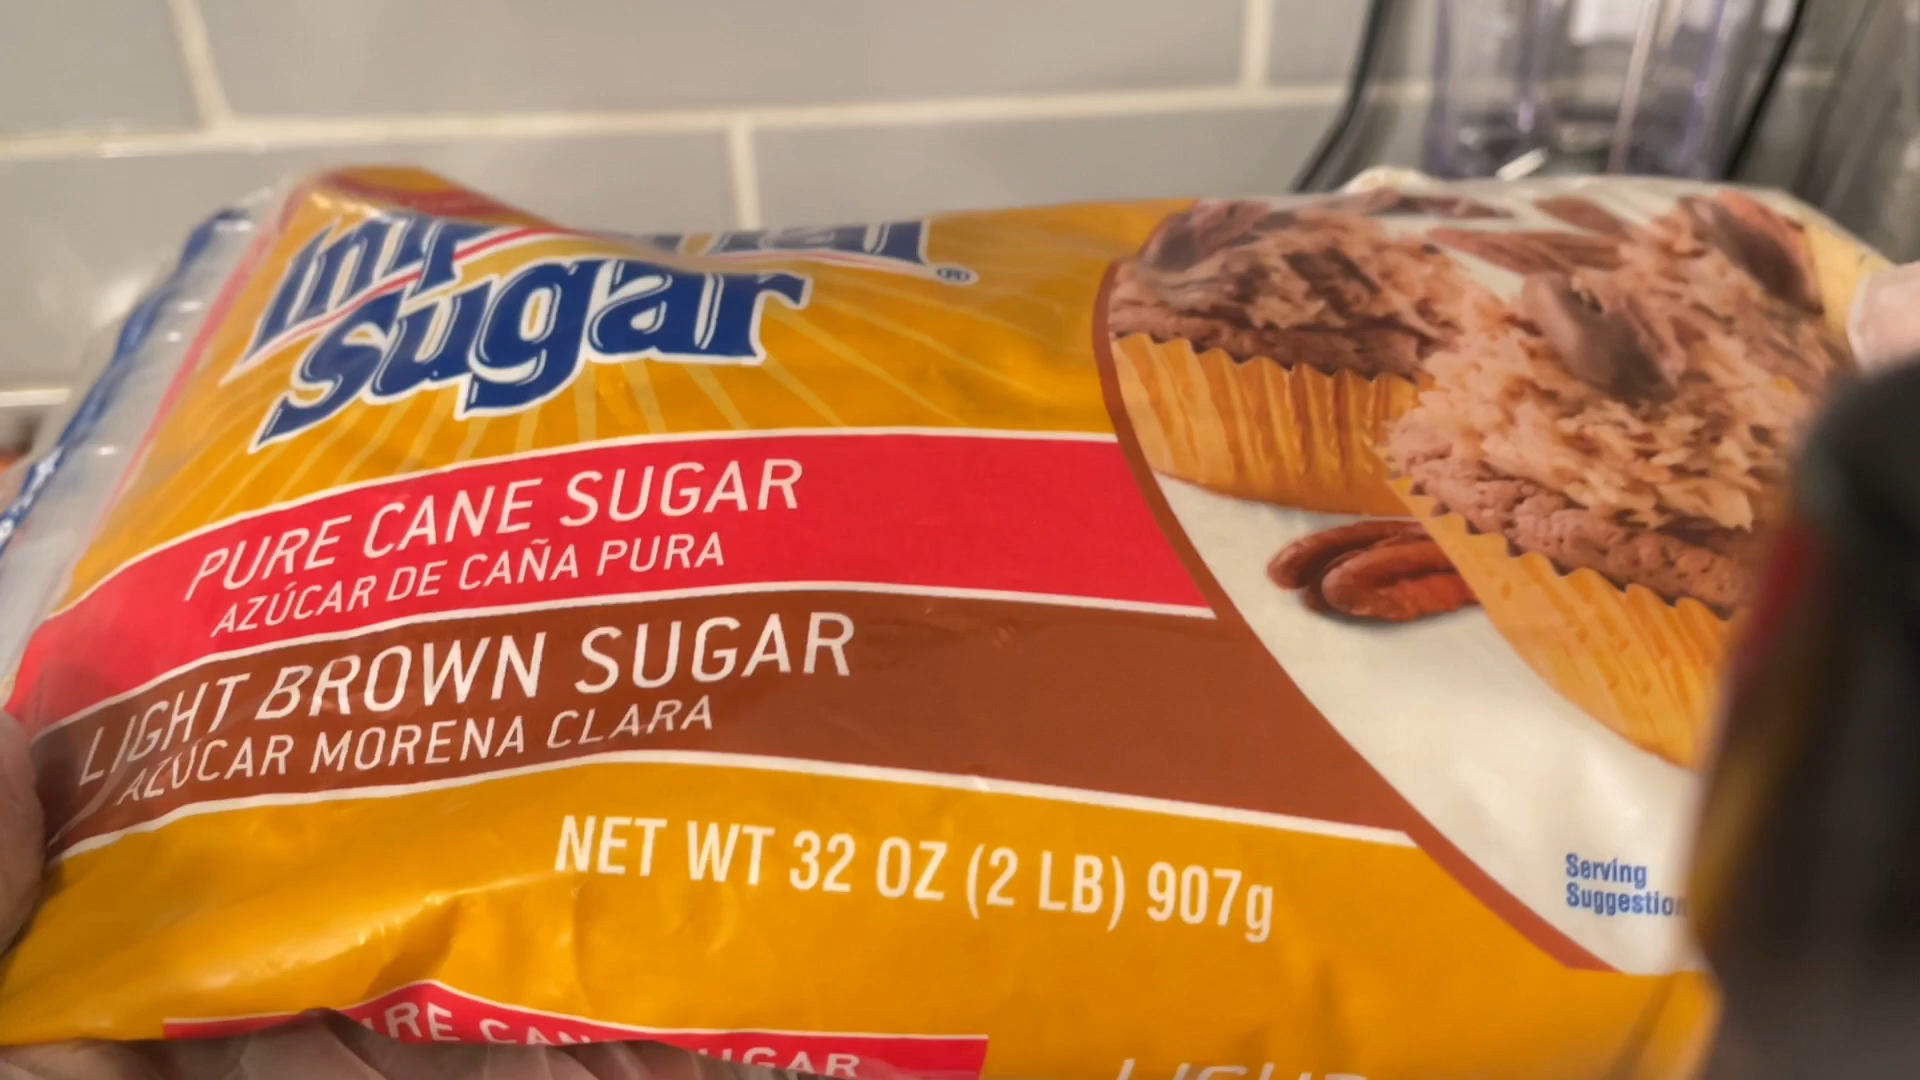 sugar®
PURE CANE SUGAR
AZÚCAR DE CAÑA PURA
LIGHT BROWN SUGAR
AZÚCAR MORENA CLARA
NET WT 32 OZ (2 LB) 907g
Serving
Suggestion